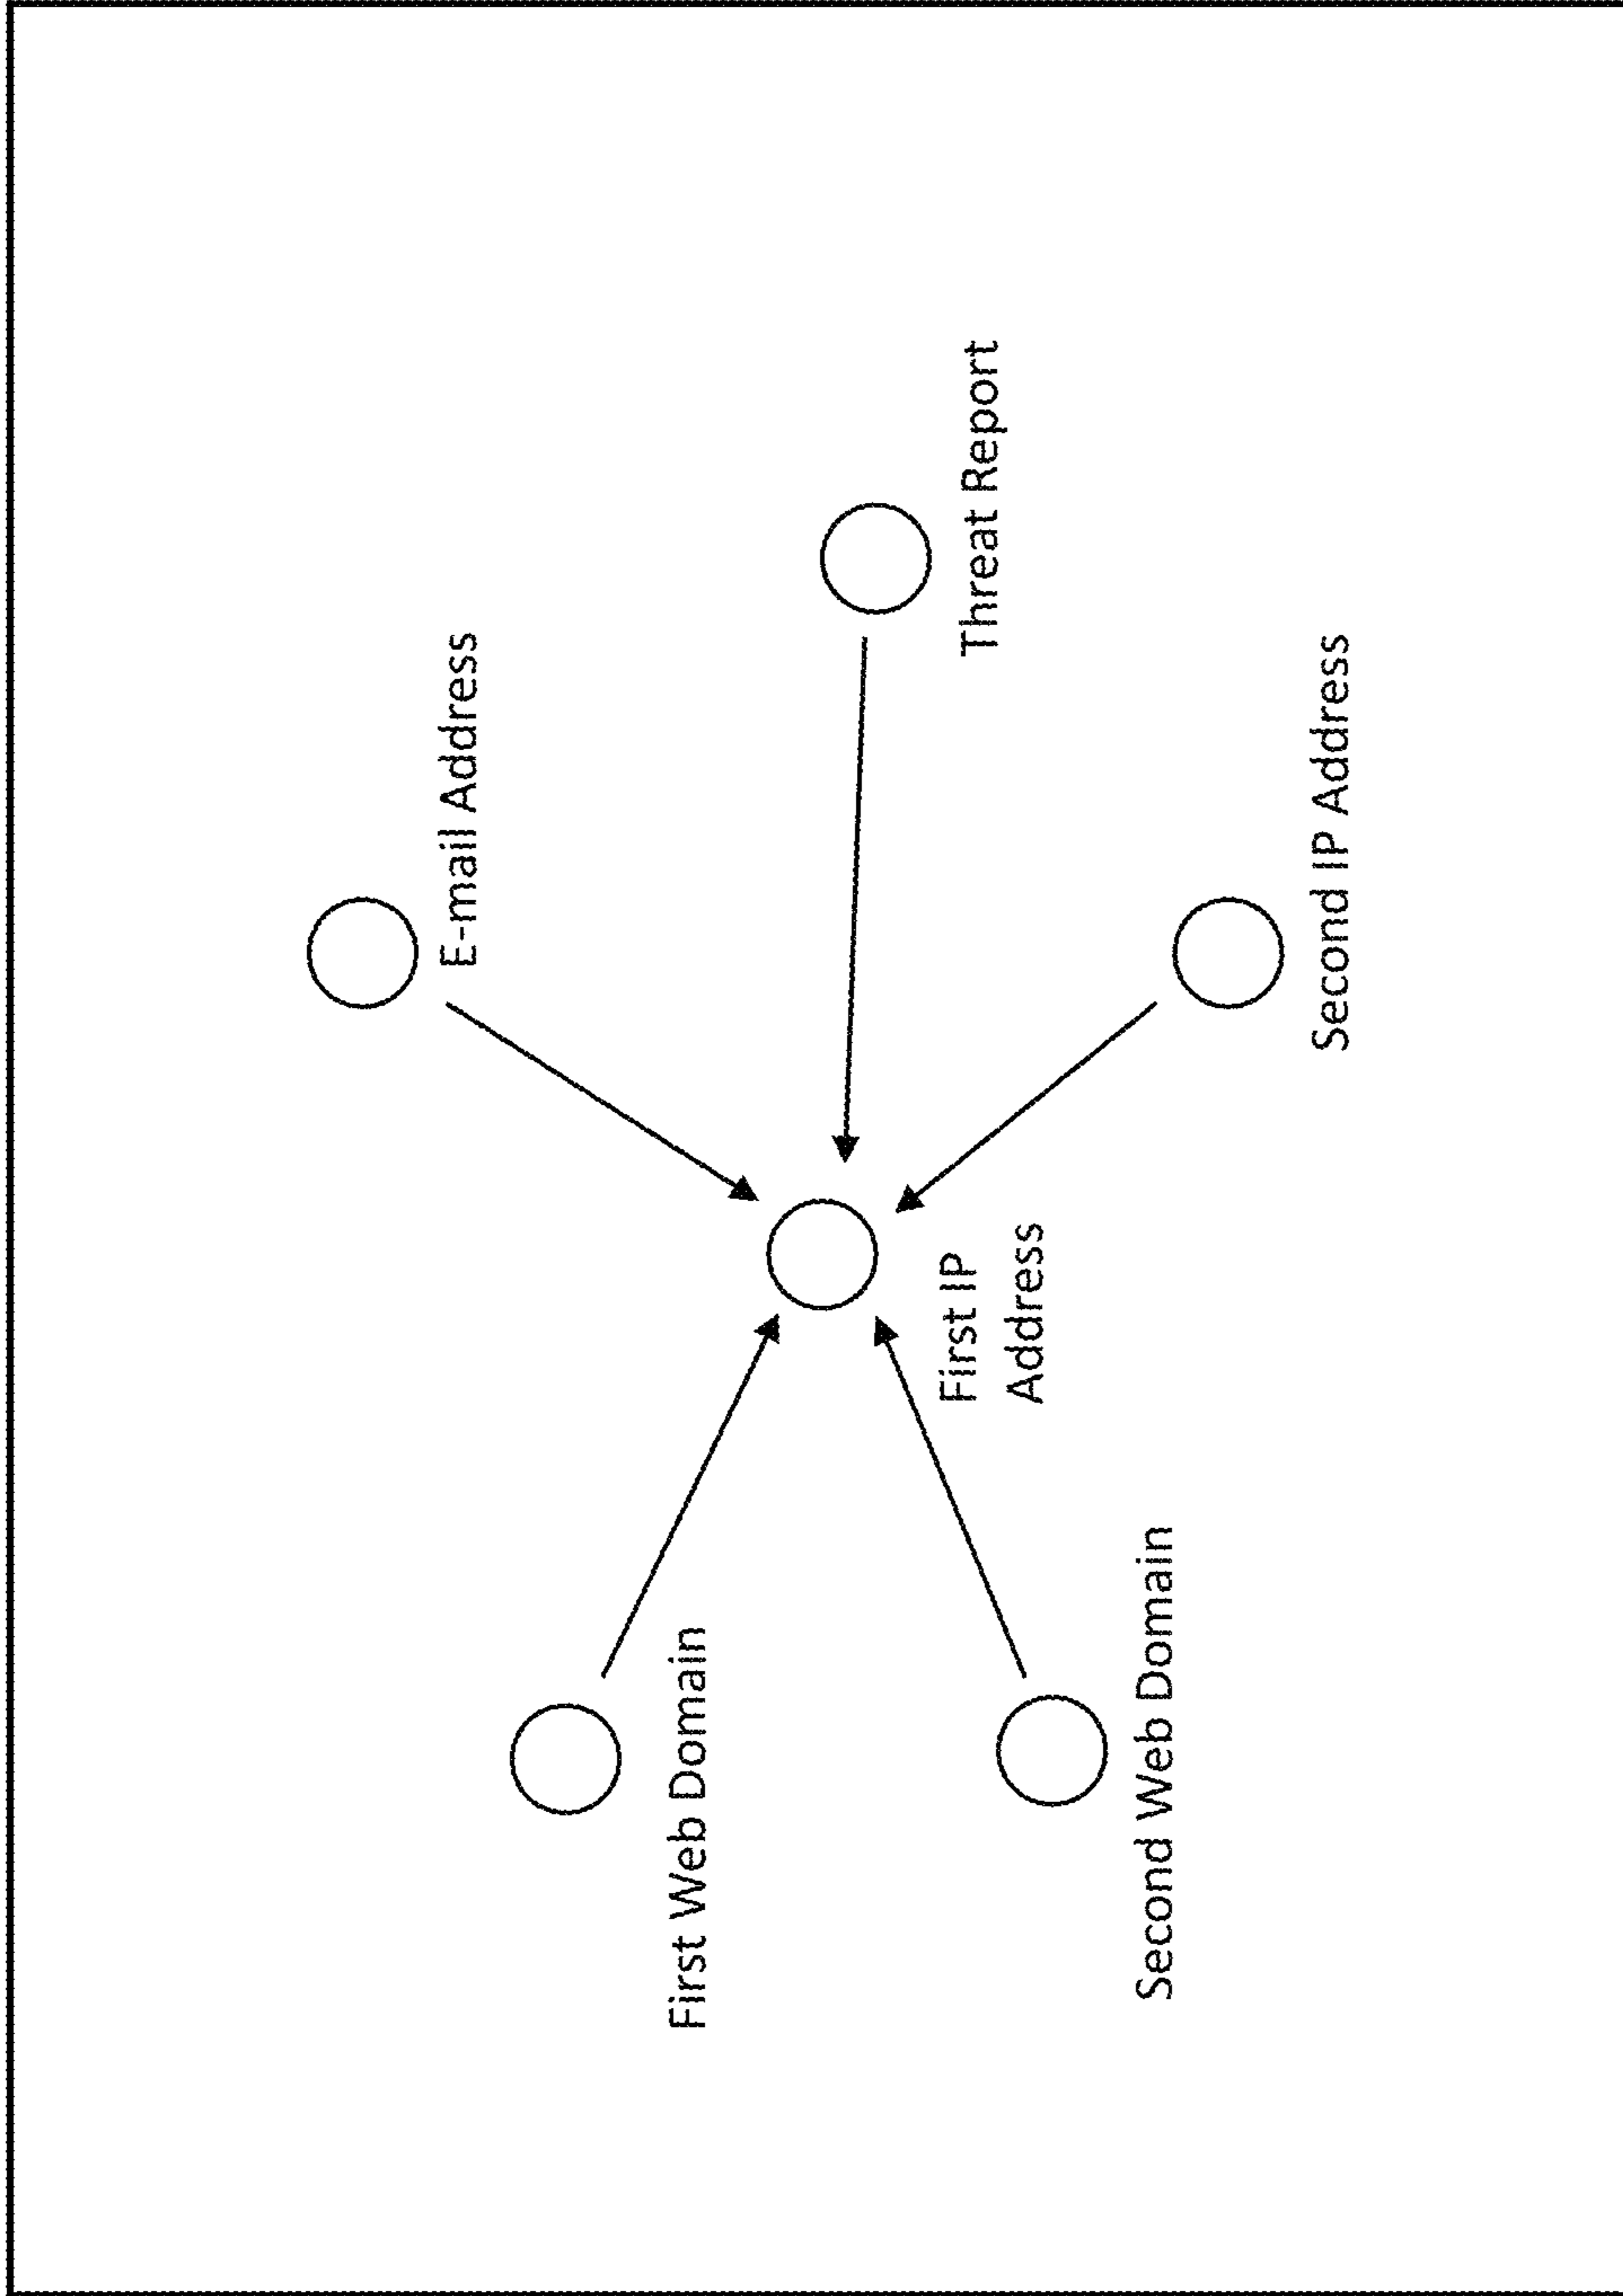 E-mail Address
First Web Domain
First IP
Address
Threat Report
Second Web Domain
Second IP Address